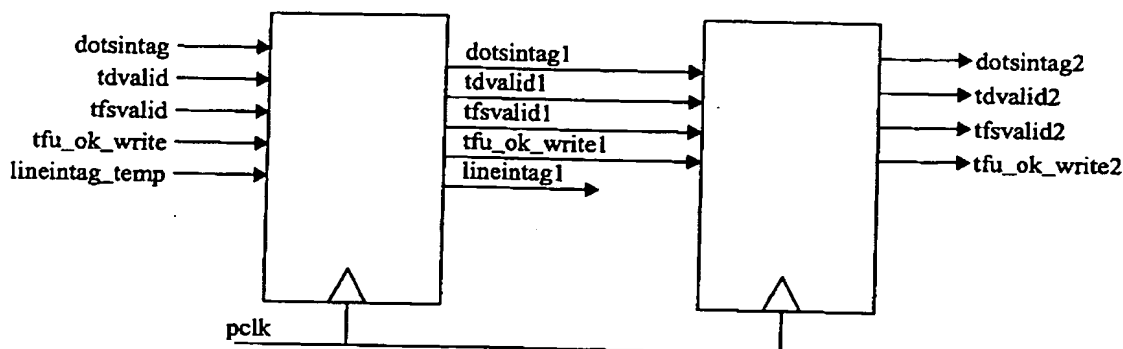 dotsintag
tdvalid
tfsvalid
tfu_ok_write
lineintag_temp
dotsintag1
tdvalid1
tfsvalid1
tfu_ok_write1
lineintag1
dotsintag2
tdvalid2
tfsvalid2
tfu_ok_write2
pclk